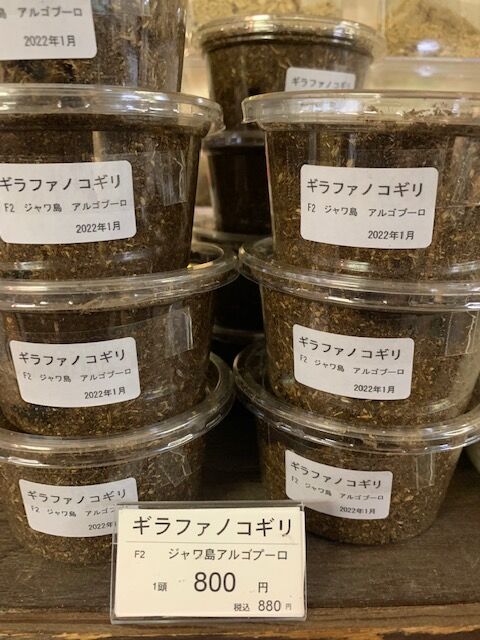 アルゴプーロ
2022年1月
ギラファノコギリ
F2 ジャワ島 アルゴプーロ
2022年1月
ギラファノコギリ
F2 ジャワ島 アルゴプーロ
2022年1月
ギラファノコギリ
F2 ジャワ島 アルゴプーロ
2022年1月
ギラファノコギリ
F2 ジャワ島 アルゴプーロ
2022年1月
ギラファノコギリ
F2 ジャワ島
2022年
ギラファノコギリ
F2 ジャワ島 アルゴプーロ
2022年1月
ギラファノコギリ
F2 ジャワ島アルゴプーロ
1頭 800 円
税込 880円